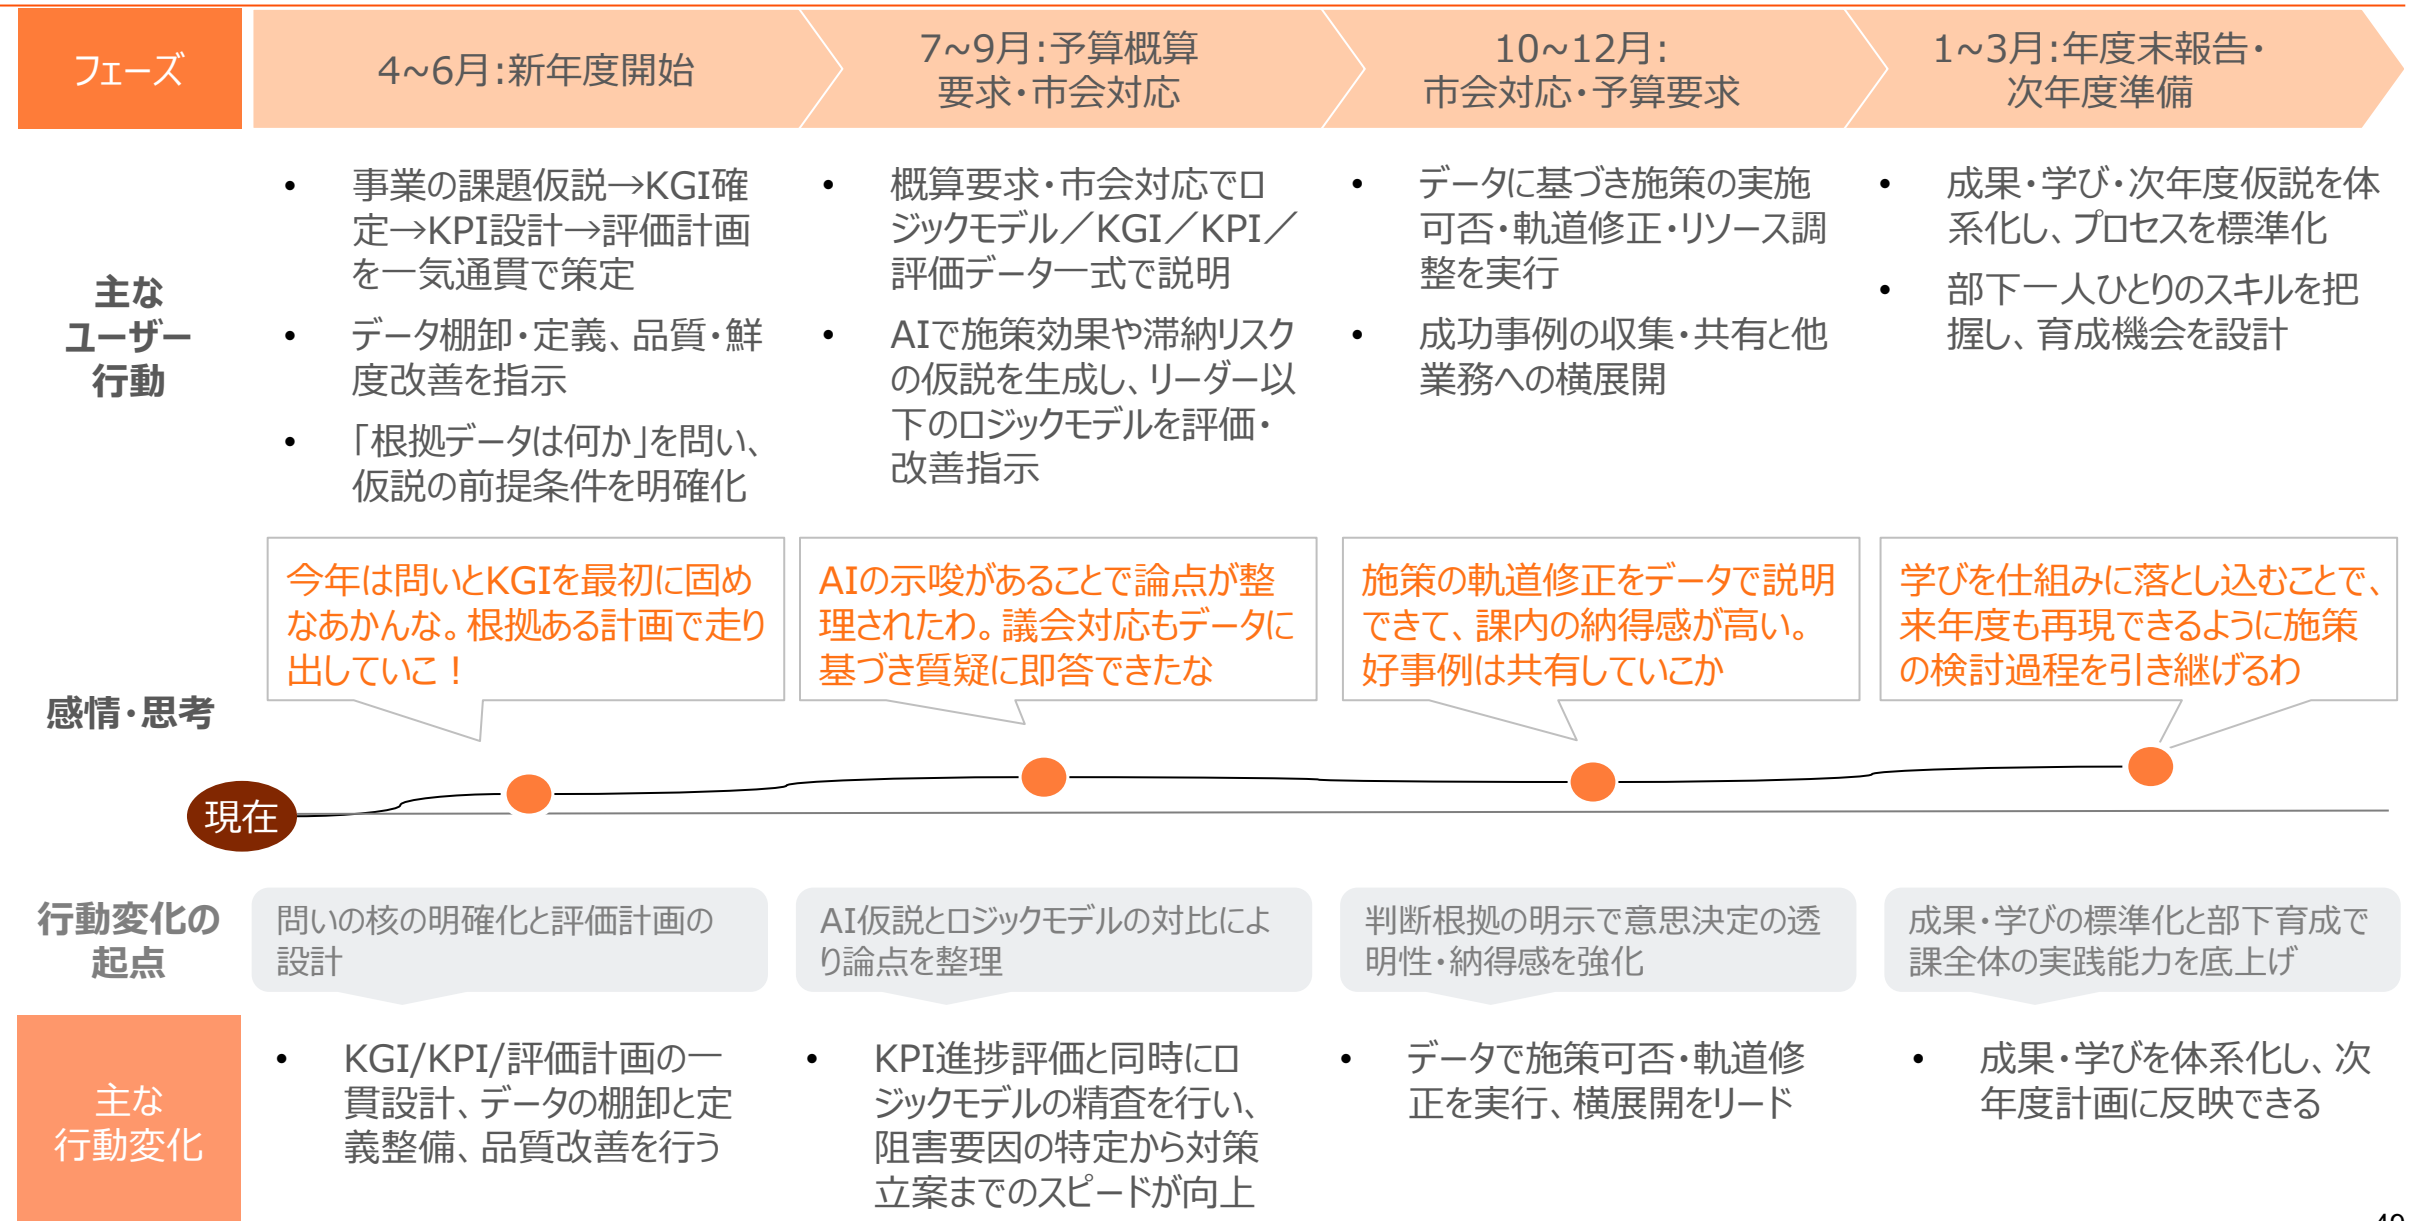 フェーズ
4~6月:新年度開始
7~9月:予算概算
要求・市会対応
10~12月:
市会対応・予算要求
1~3月:年度末報告・
次年度準備
主な
ユーザー
行動
• 事業の課題仮説→KGI確
定→KPI設計→評価計画
を一気通貫で策定
• データ棚卸・定義、品質・鮮
度改善を指示
• 「根拠データは何か」を問い、
仮説の前提条件を明確化
• 概算要求・市会対応でロ
ジックモデル／KGI／KPI／
評価データ一式で説明
• AIで施策効果や滞納リスク
の仮説を生成し、リーダー以
下のロジックモデルを評価・
改善指示
• データに基づき施策の実施
可否・軌道修正・リソース調
整を実行
• 成功事例の収集・共有と他
業務への横展開
• 成果・学び・次年度仮説を体
系化し、プロセスを標準化
• 部下一人ひとりのスキルを把
握し、育成機会を設計
感情・思考
今年は問いとKGIを最初に固め
なあかんな。根拠ある計画で走り
出していこ！
AIの示唆があることで論点が整
理されたわ。議会対応もデータに
基づき質疑に即答できたな
施策の軌道修正をデータで説明
できて、課内の納得感が高い。
好事例は共有していこか
学びを仕組みに落とし込むことで、
来年度も再現できるように施策
の検討過程を引き継げるわ
現在
行動変化の
起点
問いの核の明確化と評価計画の
設計
AI仮説とロジックモデルの対比によ
り論点を整理
判断根拠の明示で意思決定の透
明性・納得感を強化
成果・学びの標準化と部下育成で
課全体の実践能力を底上げ
主な
行動変化
• KGI/KPI/評価計画の一
貫設計、データの棚卸と定
義整備、品質改善を行う
• KPI進捗評価と同時にロ
ジックモデルの精査を行い、
阻害要因の特定から対策
立案までのスピードが向上
• データで施策可否・軌道修
正を実行、横展開をリード
• 成果・学びを体系化し、次
年度計画に反映できる